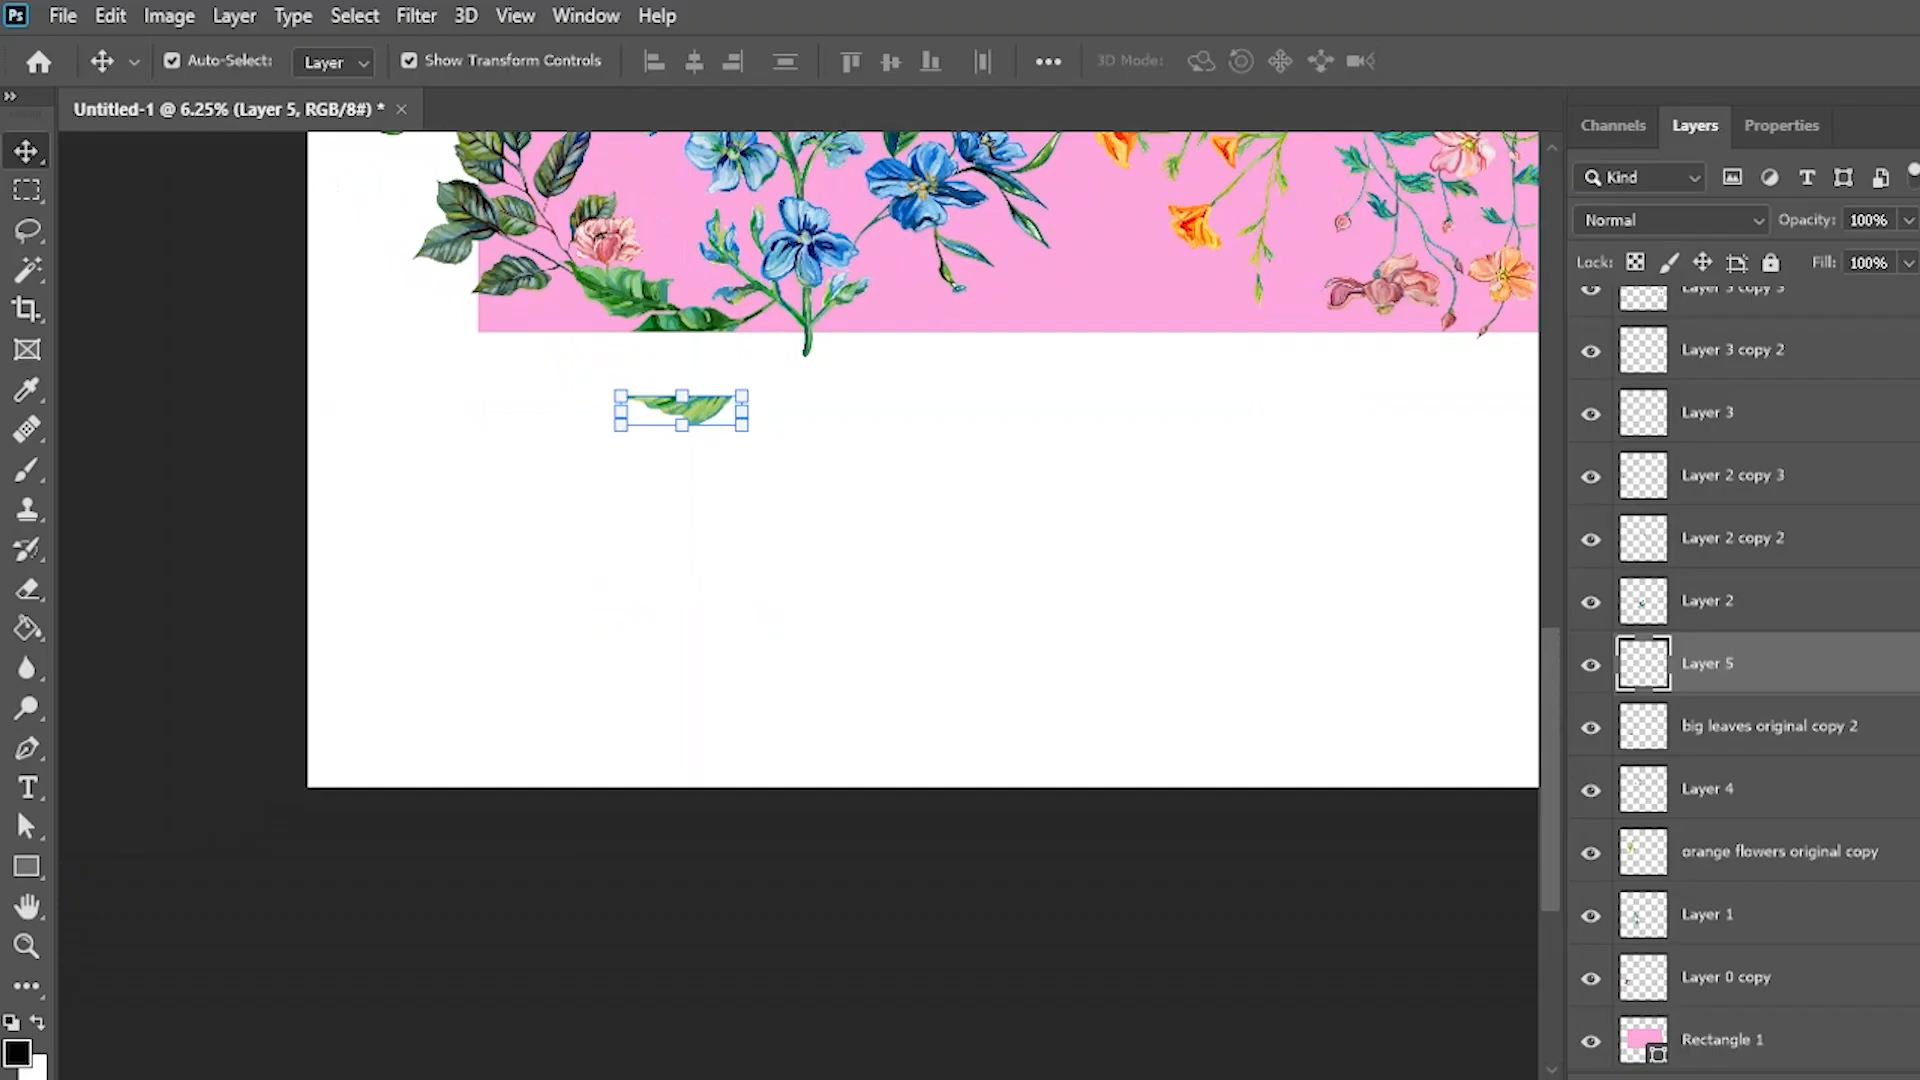 Ps File Edit Image Layer Type Select Filter 3D View Window Help
Auto-Select: Layer Show Transform Controls 3D Mode:
Untitled-1 @ 6.25% (Layer 5, RGB/8#) *
Channels Layers Properties
Kind
Normal Opacity: 100%
Lock: Fill: 100%
Layer 3 copy 3
Layer 3 copy 2
Layer 3
Layer 2 copy 3
Layer 2 copy 2
Layer 2
Layer 5
big leaves original copy 2
Layer 4
orange flowers original copy
Layer 1
Layer 0 copy
Rectangle 1